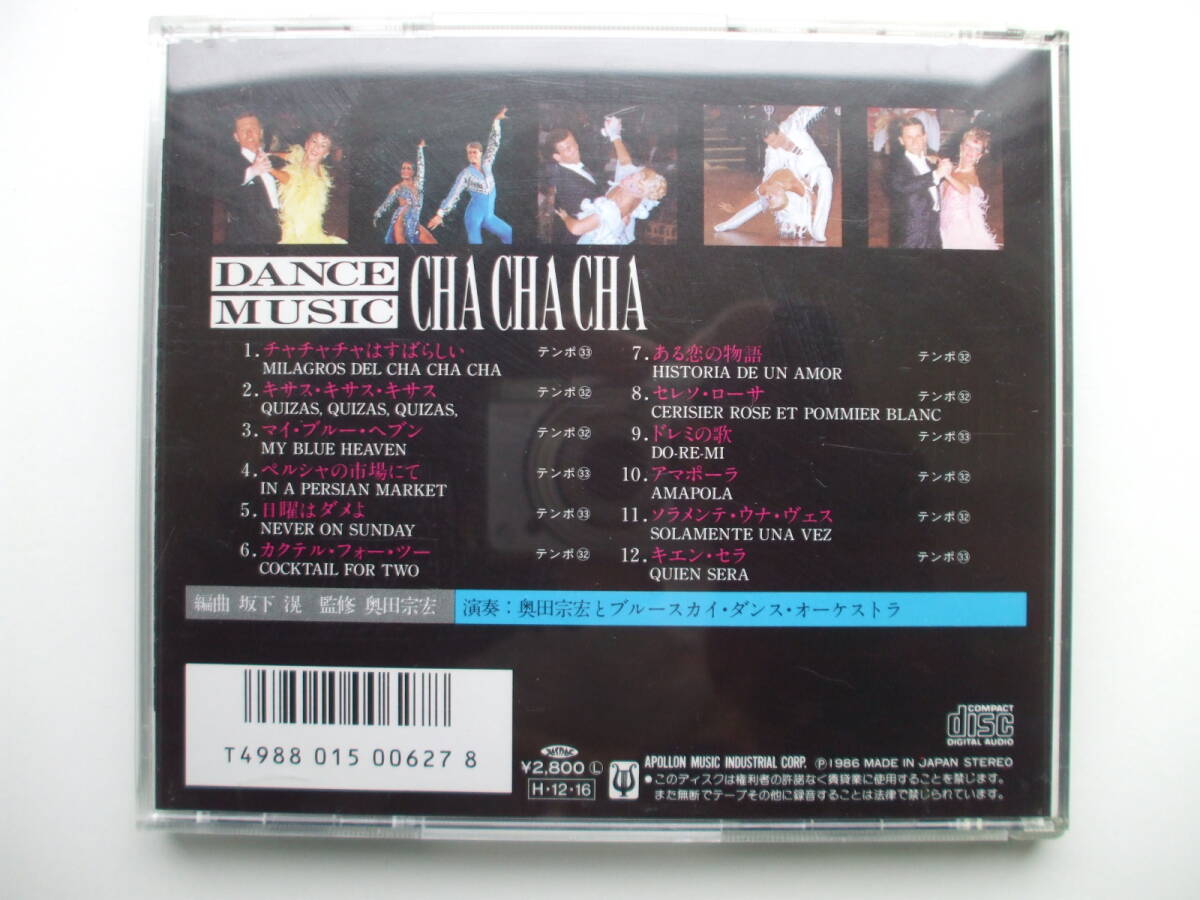 DANCE
MUSIC
CHA CHA CHA
1.チャチャチャはすばらしい テンポ㉝
MILAGROS DEL CHA CHA CHA
2.キサス・キサス・キサス テンポ㉜
QUIZAS, QUIZAS, QUIZAS,
3.マイ・ブルー・ヘブン テンポ㉜
MY BLUE HEAVEN
4.ペルシャの市場にて テンポ㉝
IN A PERSIAN MARKET
5.日曜はダメよ テンポ㉝
NEVER ON SUNDAY
6.カクテル・フォー・ツー テンポ㉜
COCKTAIL FOR TWO
7.ある恋の物語 テンポ㉜
HISTORIA DE UN AMOR
8.セレソ・ローサ テンポ㉜
CERISIER ROSE ET POMMIER BLANC
9.ドレミの歌 テンポ㉝
DO-RE-MI
10.アマポーラ テンポ㉜
AMAPOLA
11.ソラメンテ・ウナ・ヴェス テンポ㉜
SOLAMENTE UNA VEZ
12.キエン・セラ テンポ㉝
QUIEN SERA
編曲 坂下 滉 監修 奥田宗宏 演奏：奥田宗宏とブルースカイ・ダンス・オーケストラ
T4988 015 00627 8
COMPACT
disc
DIGITAL AUDIO
JASRAC
¥2,800 Ⓛ
H・12・16
APOLLON MUSIC INDUSTRIAL CORP. Ⓟ1986 MADE IN JAPAN STEREO
●このディスクは権利者の許諾なく賃貸業に使用することを禁じます。
また無断でテープその他に録音することは法律で禁じられています。